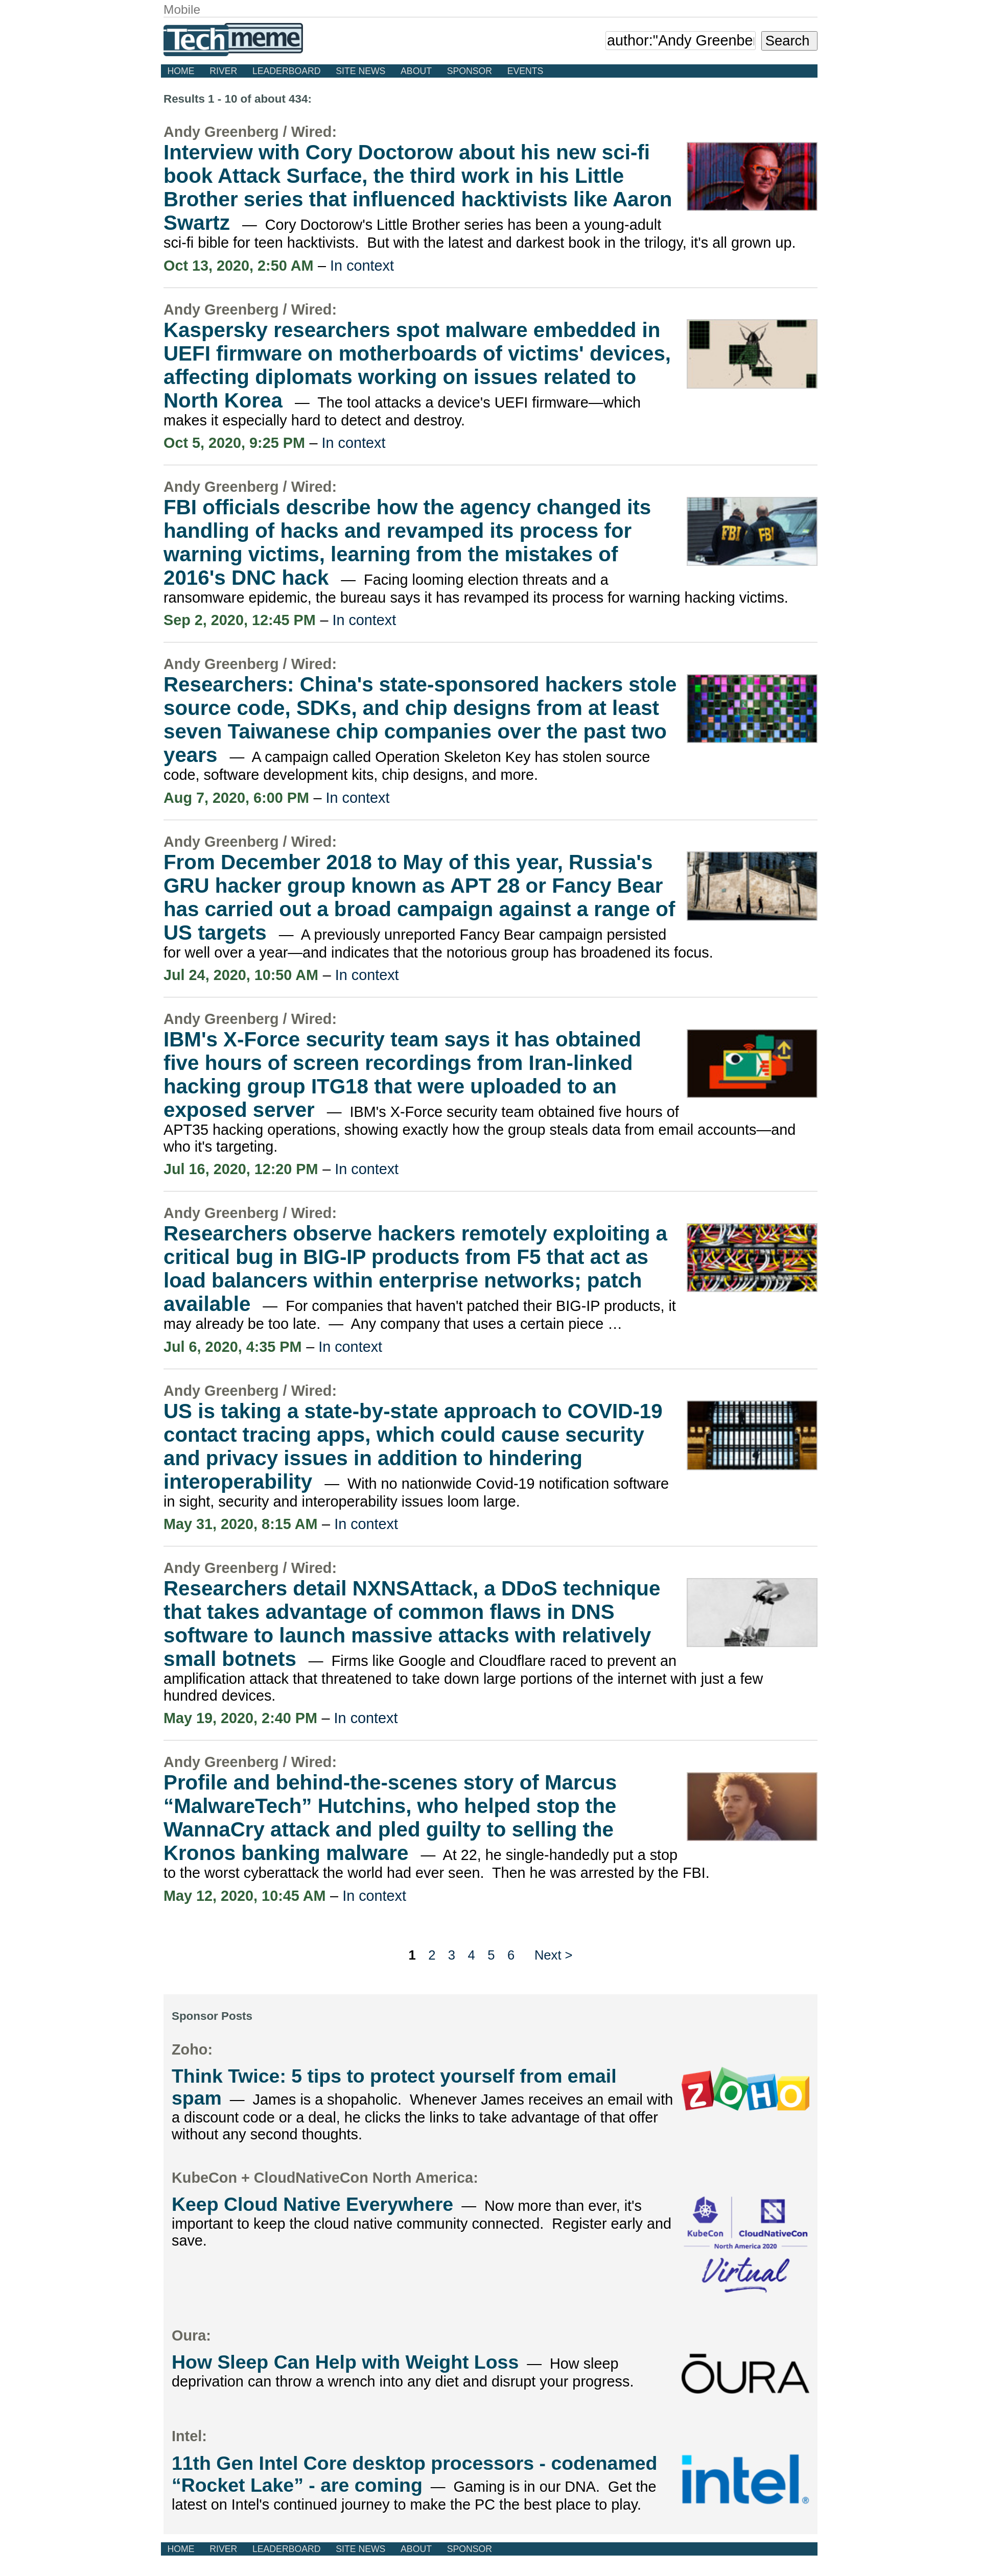 Mobile
Techmeme
author:"Andy Greenbe Search
HOME RIVER LEADERBOARD SITE NEWS ABOUT SPONSOR EVENTS
Results 1 - 10 of about 434:
Andy Greenberg / Wired:
Interview with Cory Doctorow about his new sci-fi
book Attack Surface, the third work in his Little
Brother series that influenced hacktivists like Aaron
Swartz — Cory Doctorow's Little Brother series has been a young-adult
sci-fi bible for teen hacktivists. But with the latest and darkest book in the trilogy, it's all grown up.
Oct 13, 2020, 2:50 AM – In context
Andy Greenberg / Wired:
Kaspersky researchers spot malware embedded in
UEFI firmware on motherboards of victims' devices,
affecting diplomats working on issues related to
North Korea — The tool attacks a device's UEFI firmware—which
makes it especially hard to detect and destroy.
Oct 5, 2020, 9:25 PM – In context
Andy Greenberg / Wired:
FBI officials describe how the agency changed its
handling of hacks and revamped its process for
warning victims, learning from the mistakes of
2016's DNC hack — Facing looming election threats and a
ransomware epidemic, the bureau says it has revamped its process for warning hacking victims.
FBI FBI
Sep 2, 2020, 12:45 PM – In context
Andy Greenberg / Wired:
Researchers: China's state-sponsored hackers stole
source code, SDKs, and chip designs from at least
seven Taiwanese chip companies over the past two
years — A campaign called Operation Skeleton Key has stolen source
code, software development kits, chip designs, and more.
Aug 7, 2020, 6:00 PM – In context
Andy Greenberg / Wired:
From December 2018 to May of this year, Russia's
GRU hacker group known as APT 28 or Fancy Bear
has carried out a broad campaign against a range of
US targets — A previously unreported Fancy Bear campaign persisted
for well over a year—and indicates that the notorious group has broadened its focus.
Jul 24, 2020, 10:50 AM – In context
Andy Greenberg / Wired:
IBM's X-Force security team says it has obtained
five hours of screen recordings from Iran-linked
hacking group ITG18 that were uploaded to an
exposed server — IBM's X-Force security team obtained five hours of
APT35 hacking operations, showing exactly how the group steals data from email accounts—and
who it's targeting.
Jul 16, 2020, 12:20 PM – In context
Andy Greenberg / Wired:
Researchers observe hackers remotely exploiting a
critical bug in BIG-IP products from F5 that act as
load balancers within enterprise networks; patch
available — For companies that haven't patched their BIG-IP products, it
may already be too late. — Any company that uses a certain piece …
Jul 6, 2020, 4:35 PM – In context
Andy Greenberg / Wired:
US is taking a state-by-state approach to COVID-19
contact tracing apps, which could cause security
and privacy issues in addition to hindering
interoperability — With no nationwide Covid-19 notification software
in sight, security and interoperability issues loom large.
May 31, 2020, 8:15 AM – In context
Andy Greenberg / Wired:
Researchers detail NXNSAttack, a DDoS technique
that takes advantage of common flaws in DNS
software to launch massive attacks with relatively
small botnets — Firms like Google and Cloudflare raced to prevent an
amplification attack that threatened to take down large portions of the internet with just a few
hundred devices.
May 19, 2020, 2:40 PM – In context
Andy Greenberg / Wired:
Profile and behind-the-scenes story of Marcus
“MalwareTech” Hutchins, who helped stop the
WannaCry attack and pled guilty to selling the
Kronos banking malware — At 22, he single-handedly put a stop
to the worst cyberattack the world had ever seen. Then he was arrested by the FBI.
May 12, 2020, 10:45 AM – In context
1 2 3 4 5 6 Next >
Sponsor Posts
Zoho:
Think Twice: 5 tips to protect yourself from email
spam — James is a shopaholic. Whenever James receives an email with
a discount code or a deal, he clicks the links to take advantage of that offer
without any second thoughts.
ZOHO
KubeCon + CloudNativeCon North America:
Keep Cloud Native Everywhere — Now more than ever, it's
important to keep the cloud native community connected. Register early and
save.
KubeCon CloudNativeCon
North America 2020
Virtual
Oura:
How Sleep Can Help with Weight Loss — How sleep
deprivation can throw a wrench into any diet and disrupt your progress.
ŌURA
Intel:
11th Gen Intel Core desktop processors - codenamed
“Rocket Lake” - are coming — Gaming is in our DNA. Get the
latest on Intel's continued journey to make the PC the best place to play.
intel®
HOME RIVER LEADERBOARD SITE NEWS ABOUT SPONSOR